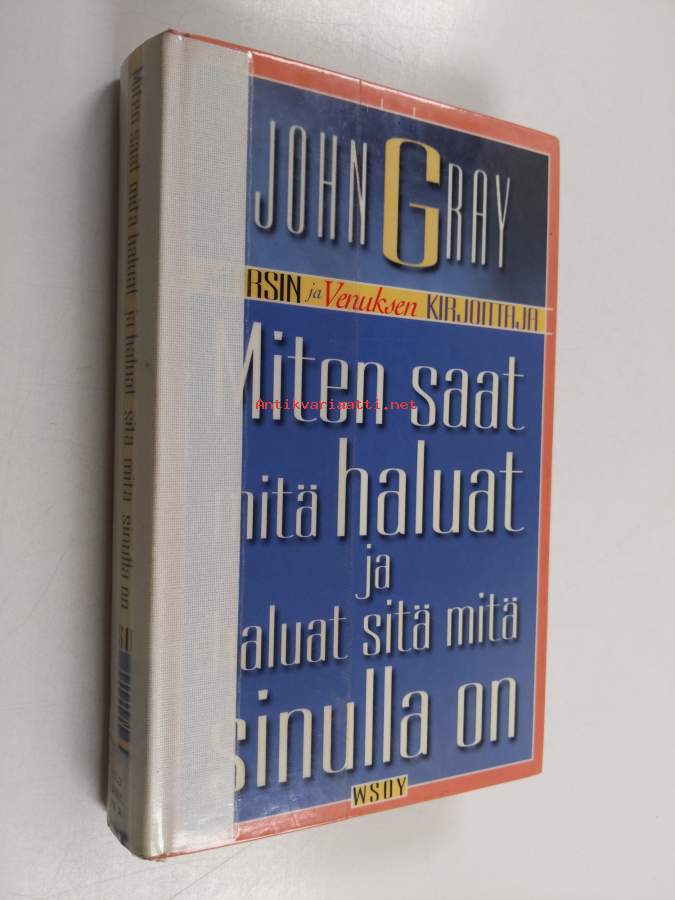 JOHN GRAY
RSIN ja Venuksen KIRJOITTAJA
Miten saat
mitä haluat
ja
aluat sitä mitä
sinulla on
WSOY
Antikvariaatti.net
Miten saat mitä haluat ja haluat sitä mitä sinulla on